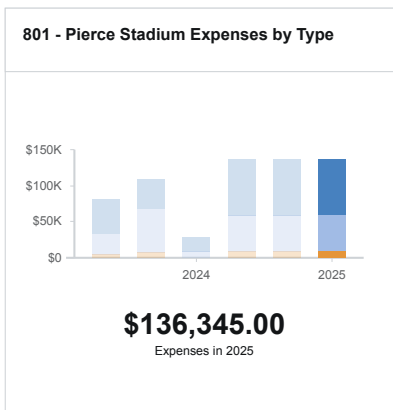 801 - Pierce Stadium Expenses by Type
$150K
$100K
$50K
$0
2024
2025
$136,345.00
Expenses in 2025